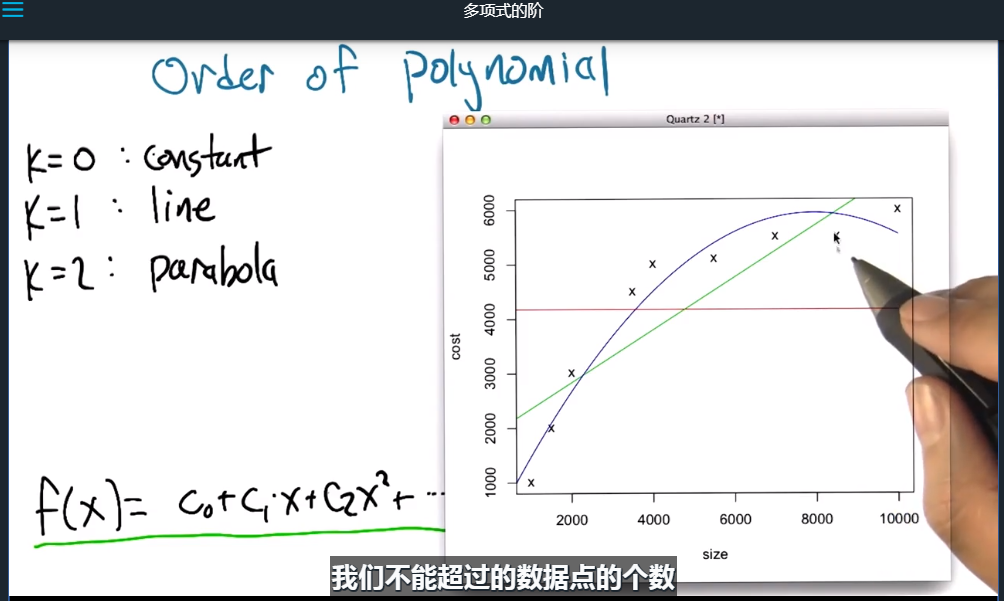 多项式的阶
Order of polynomial
K=0 : constant
K=1 : line
K=2 : parabola
f(x)= c₀+c₁·x+c₂x²+ ...
Quartz 2 [*]
6000
5000
4000
3000
2000
1000
cost
2000 4000 6000 8000 10000
size
我们不能超过的数据点的个数